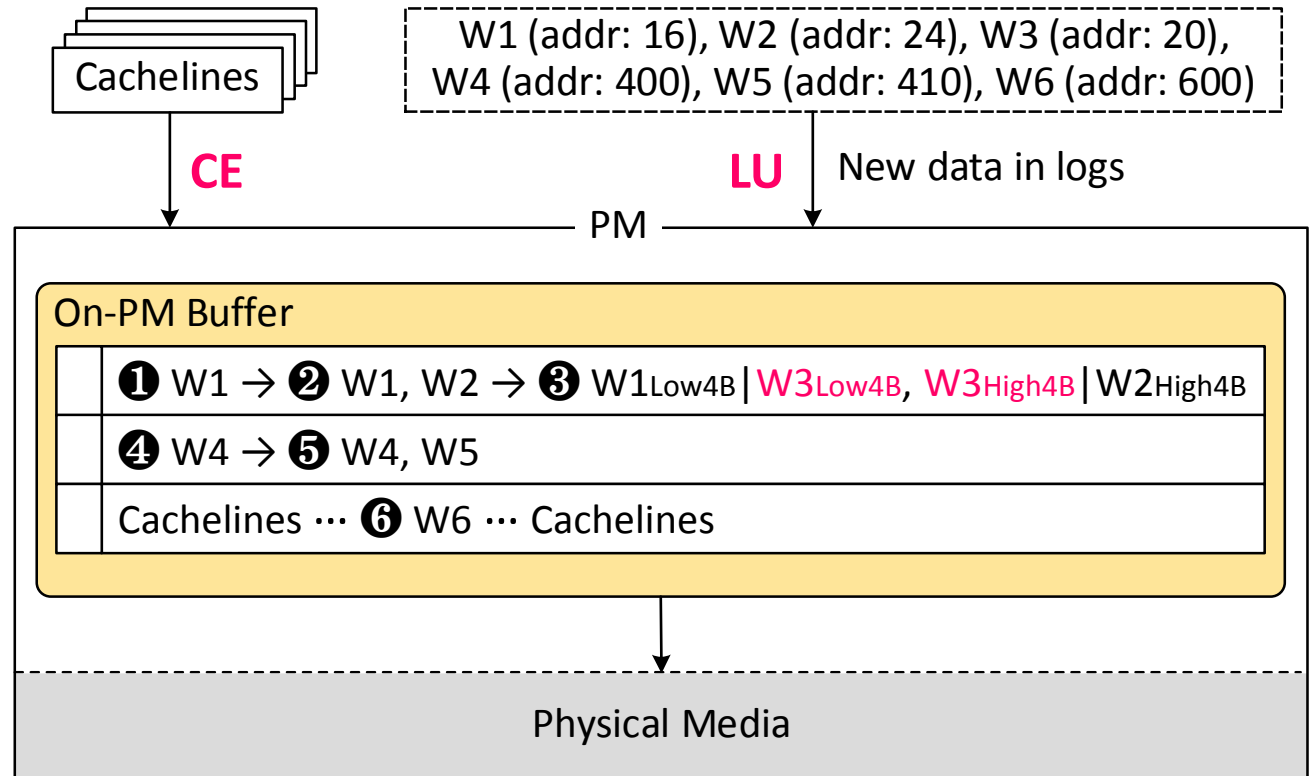 Cachelines
W1 (addr: 16), W2 (addr: 24), W3 (addr: 20),
W4 (addr: 400), W5 (addr: 410), W6 (addr: 600)
CE
LU
New data in logs
PM
On-PM Buffer
❶ W1 → ❷ W1, W2 → ❸ W1Low4B|W3Low4B, W3High4B|W2High4B
❹ W4 → ❺ W4, W5
Cachelines ··· ❻ W6 ··· Cachelines
Physical Media